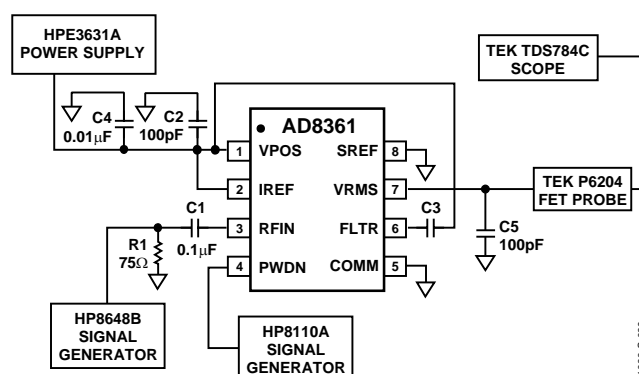 HPE3631A
POWER SUPPLY
TEK TDS784C
SCOPE
C4
0.01µF
C2
100pF
AD8361
1
VPOS
SREF
8
2
IREF
VRMS
7
TEK P6204
FET PROBE
C1
0.1µF
3
RFIN
FLTR
6
C3
C5
100pF
R1
75Ω
4
PWDN
COMM
5
HP8648B
SIGNAL
GENERATOR
HP8110A
SIGNAL
GENERATOR